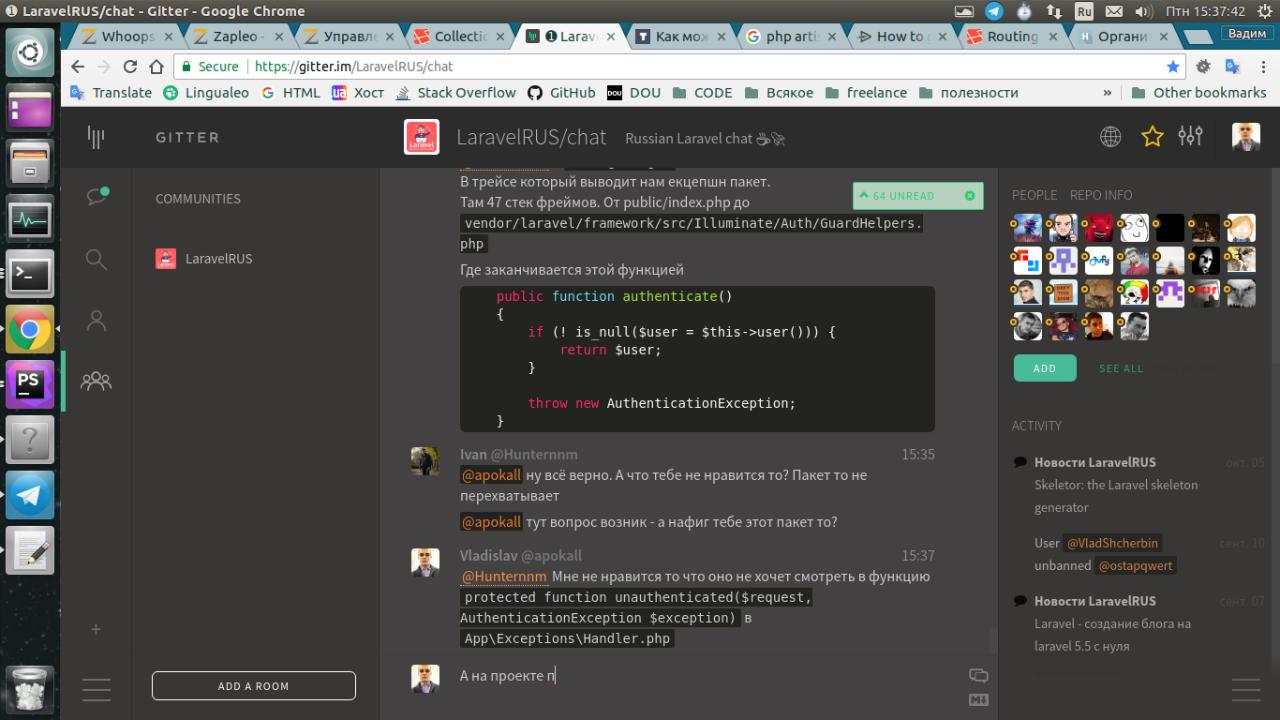 ❶ LaravelRUS/chat - Gitter - Google Chrome
Ru
Птн 15:37:42
Whoops
Zapleo -
Управл
Collectio
❶ Larav
Как мож
php arti
How to
Routing
Органи
Вадим
Secure
https://gitter.im/LaravelRUS/chat
Translate
Lingualeo
HTML
Хост
Stack Overflow
GitHub
DOU
CODE
Всякое
freelance
полезности
»
Other bookmarks
GITTER
LaravelRUS/chat
Russian Laravel chat
COMMUNITIES
LaravelRUS
ADD A ROOM
64 UNREAD
В трейсе который выводит нам екцепшн пакет.
Там 47 стек фреймов. От public/index.php до
vendor/laravel/framework/src/Illuminate/Auth/GuardHelpers.
php
Где заканчивается этой функцией
public function authenticate()
{
if (! is_null($user = $this->user())) {
return $user;
}
throw new AuthenticationException;
}
Ivan @Hunternnm 15:35
@apokall ну всё верно. А что тебе не нравится то? Пакет то не
перехватывает
@apokall тут вопрос возник - а нафиг тебе этот пакет то?
Vladislav @apokall 15:37
@Hunternnm Мне не нравится то что оно не хочет смотреть в функцию
protected function unauthenticated($request,
AuthenticationException $exception) в
App\Exceptions\Handler.php
А на проекте п
PEOPLE
REPO INFO
ADD
SEE ALL
ACTIVITY
Новости LaravelRUS окт. 05
Skeletor: the Laravel skeleton
generator
User @VladShcherbin сент. 10
unbanned @ostapqwert
Новости LaravelRUS сент. 07
Laravel - создание блога на
laravel 5.5 с нуля